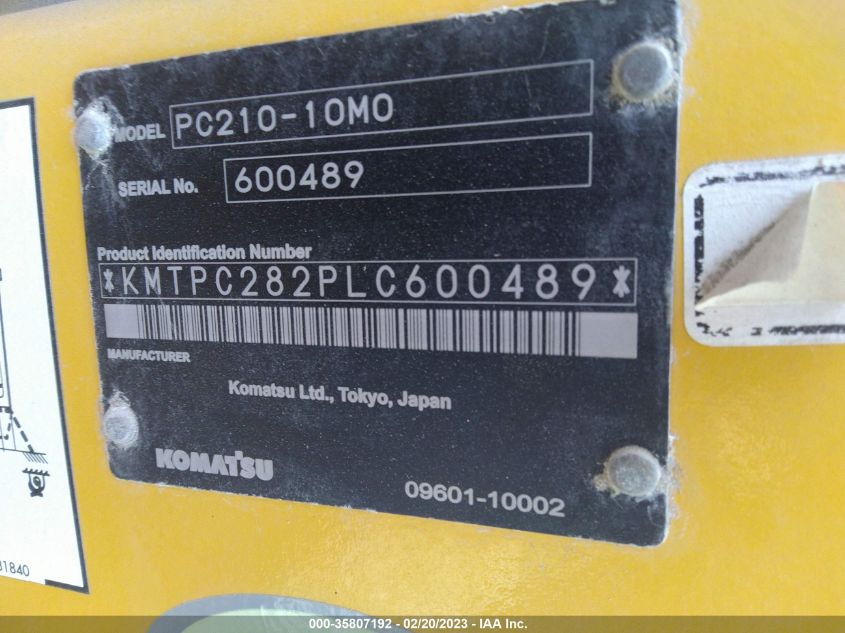 MODEL PC210-10M0
SERIAL No. 600489
Product Identification Number
*KMTPC282PLC600489*
MANUFACTURER
Komatsu Ltd., Tokyo, Japan
KOMATSU
09601-10002
31840
000-35807192 - 02/20/2023 - IAA Inc.